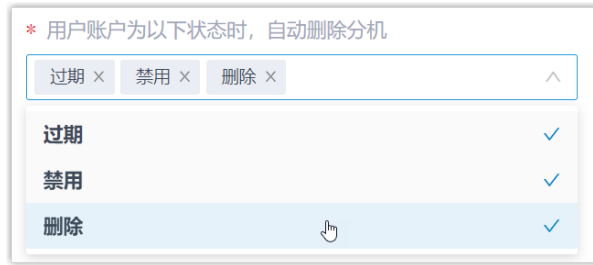 * 用户账户为以下状态时，自动删除分机
过期 × 禁用 × 删除 ×
过期
禁用
删除